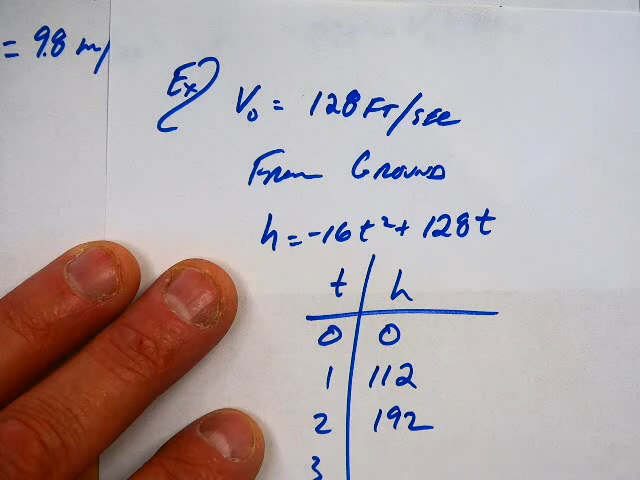 = 9.8 m/
Ex) V₀ = 128 FT/SEC
From GROUND
h = -16t² + 128t
t h
0 0
1 112
2 192
3